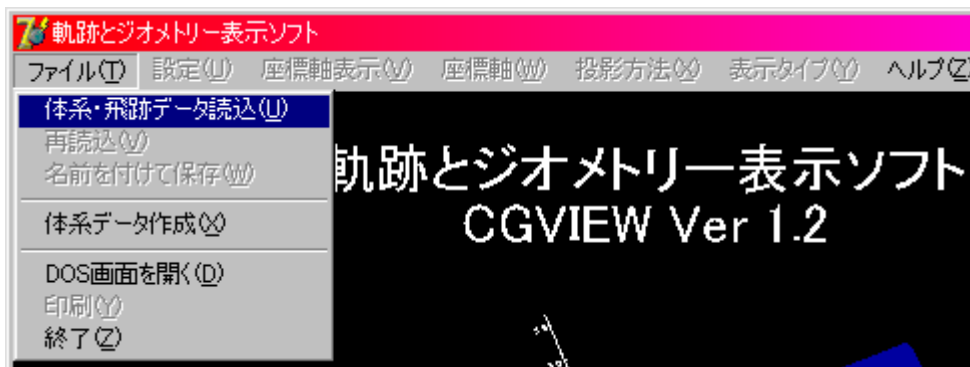 軌跡とジオメトリー表示ソフト
ファイル(T) 設定(U) 座標軸表示(V) 座標軸(W) 投影方法(X) 表示タイプ(Y) ヘルプ(Z)
体系・飛跡データ読込(U)
再読込(V)
名前を付けて保存(W)
体系データ作成(X)
DOS画面を開く(D)
印刷(Y)
終了(Z)
軌跡とジオメトリー表示ソフト
CGVIEW Ver 1.2